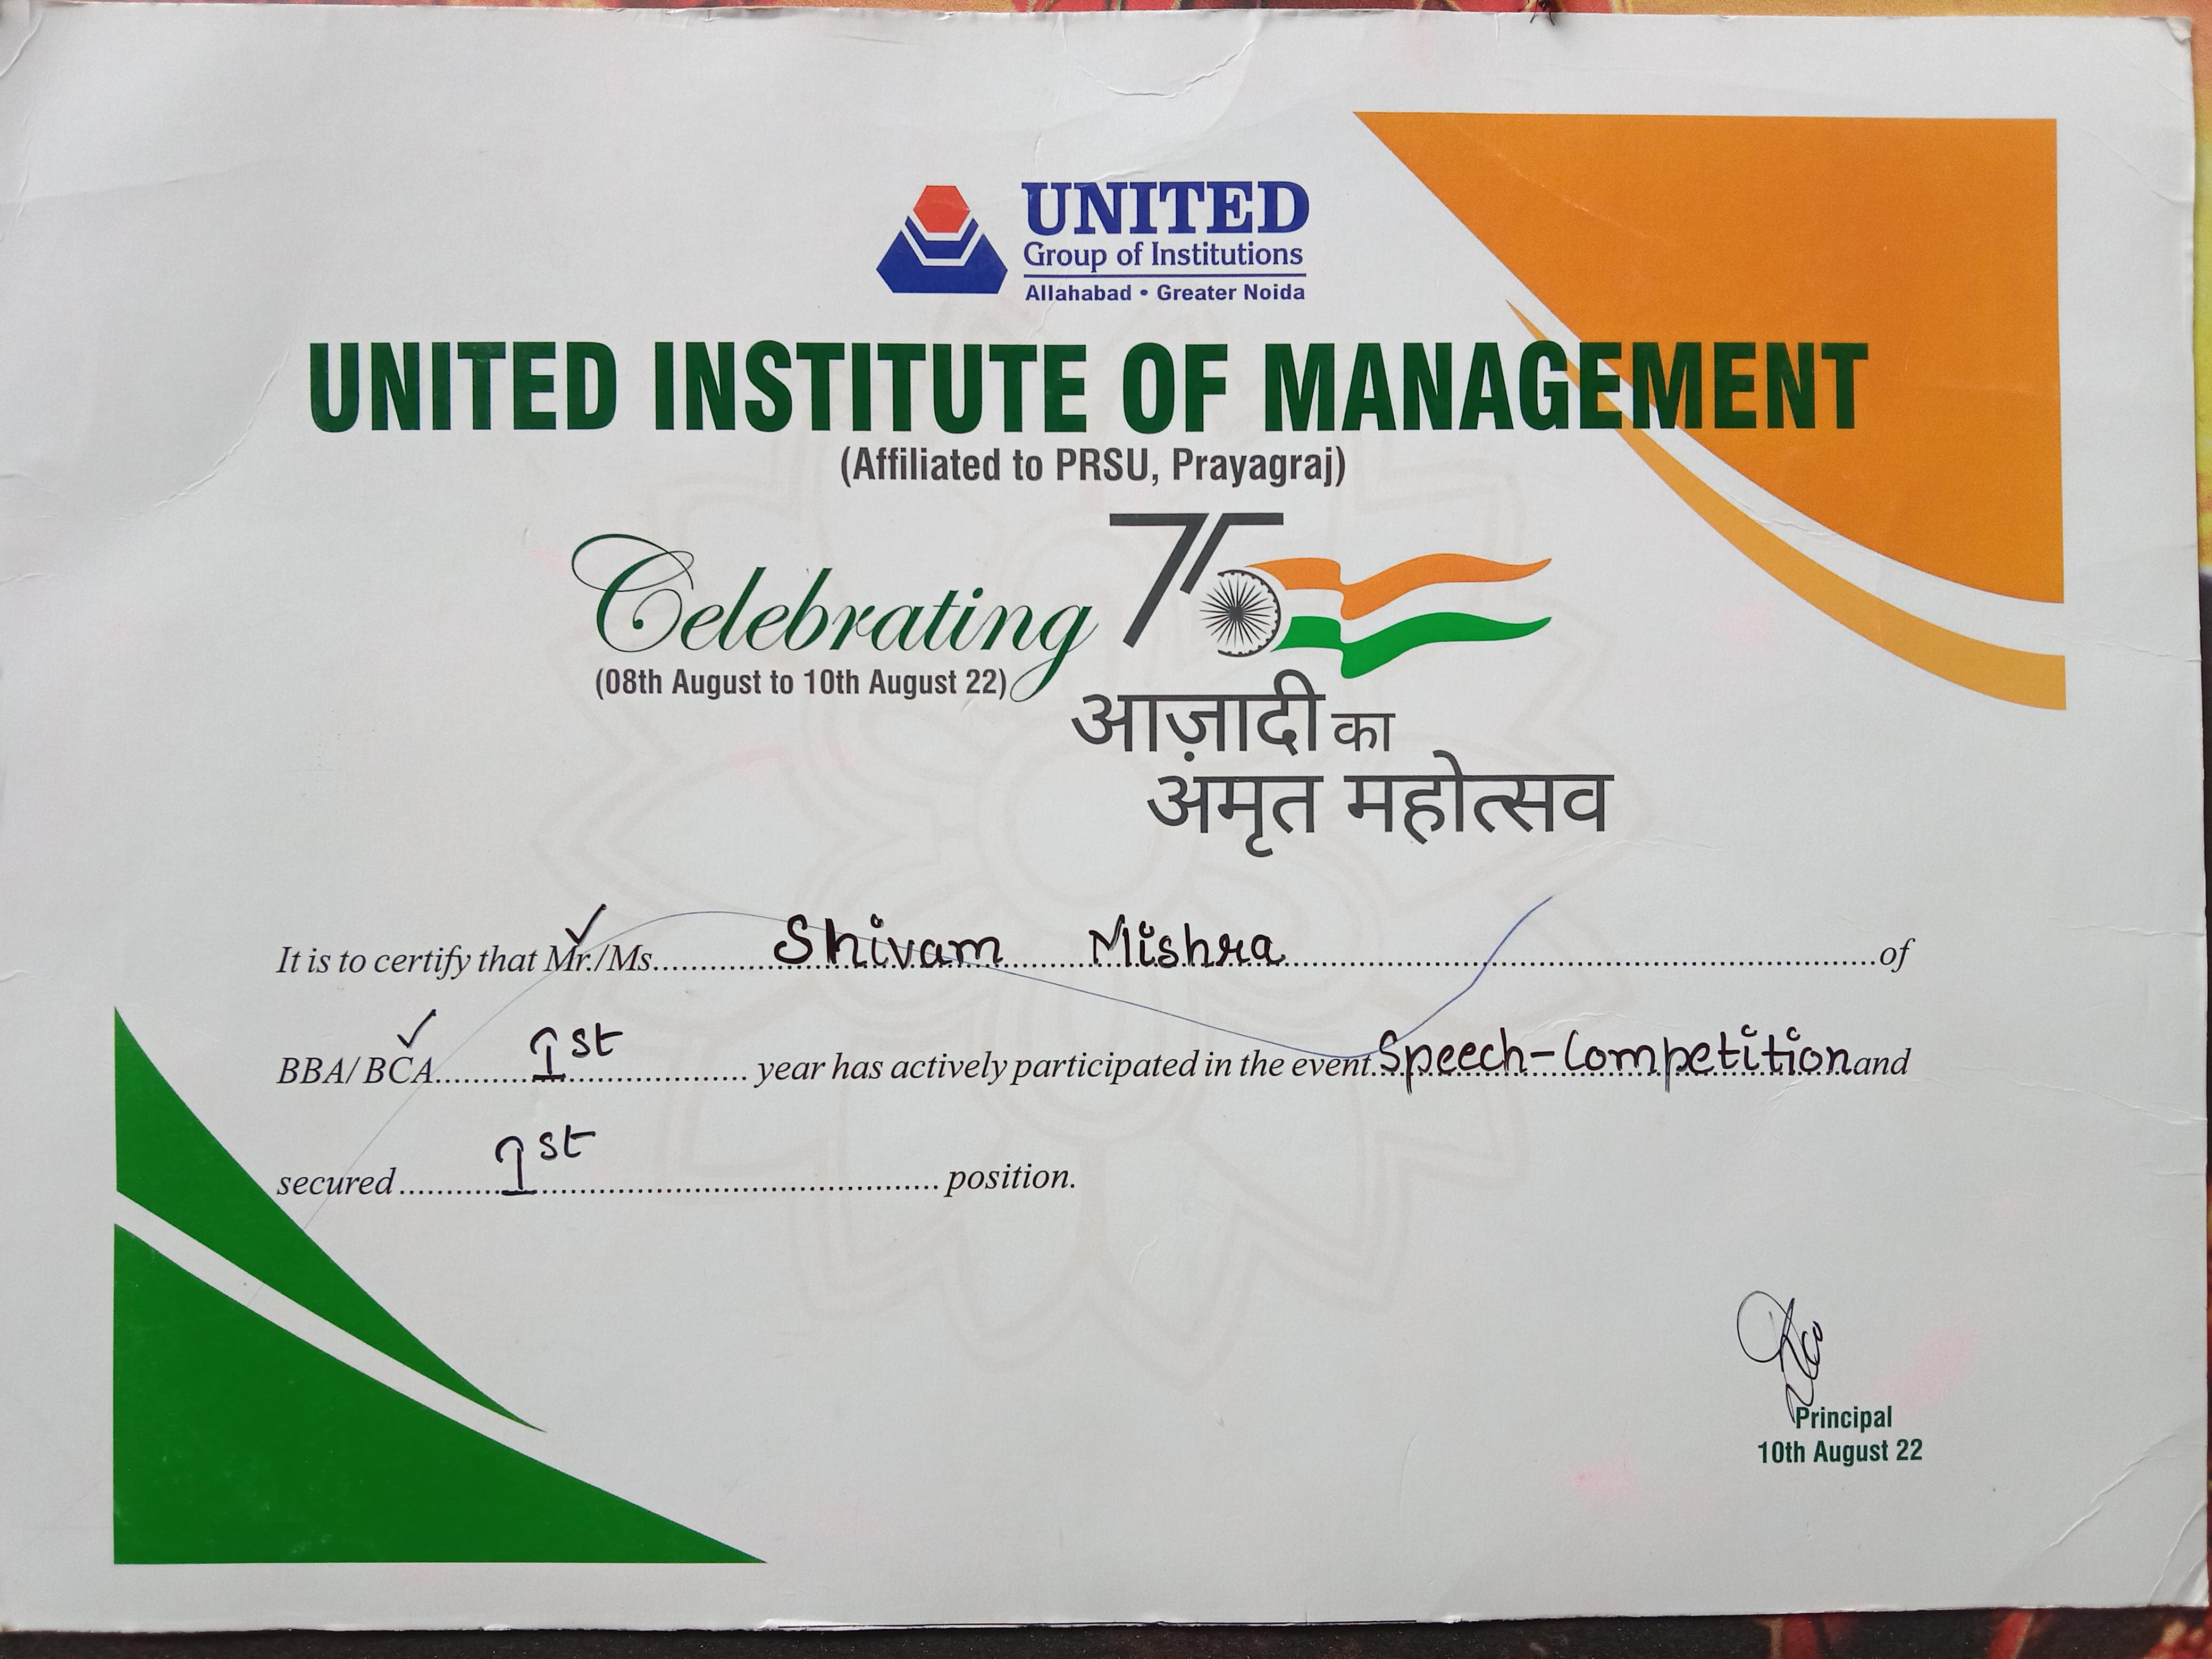 UNITED
Group of Institutions
Allahabad • Greater Noida
UNITED INSTITUTE OF MANAGEMENT
(Affiliated to PRSU, Prayagraj)
Celebrating 75
(08th August to 10th August 22)
आज़ादी का
अमृत महोत्सव
It is to certify that Mr./Ms. Shivam Mishra of
BBA/ BCA 1st year has actively participated in the event Speech-Competition and
secured 1st position.
Principal
10th August 22